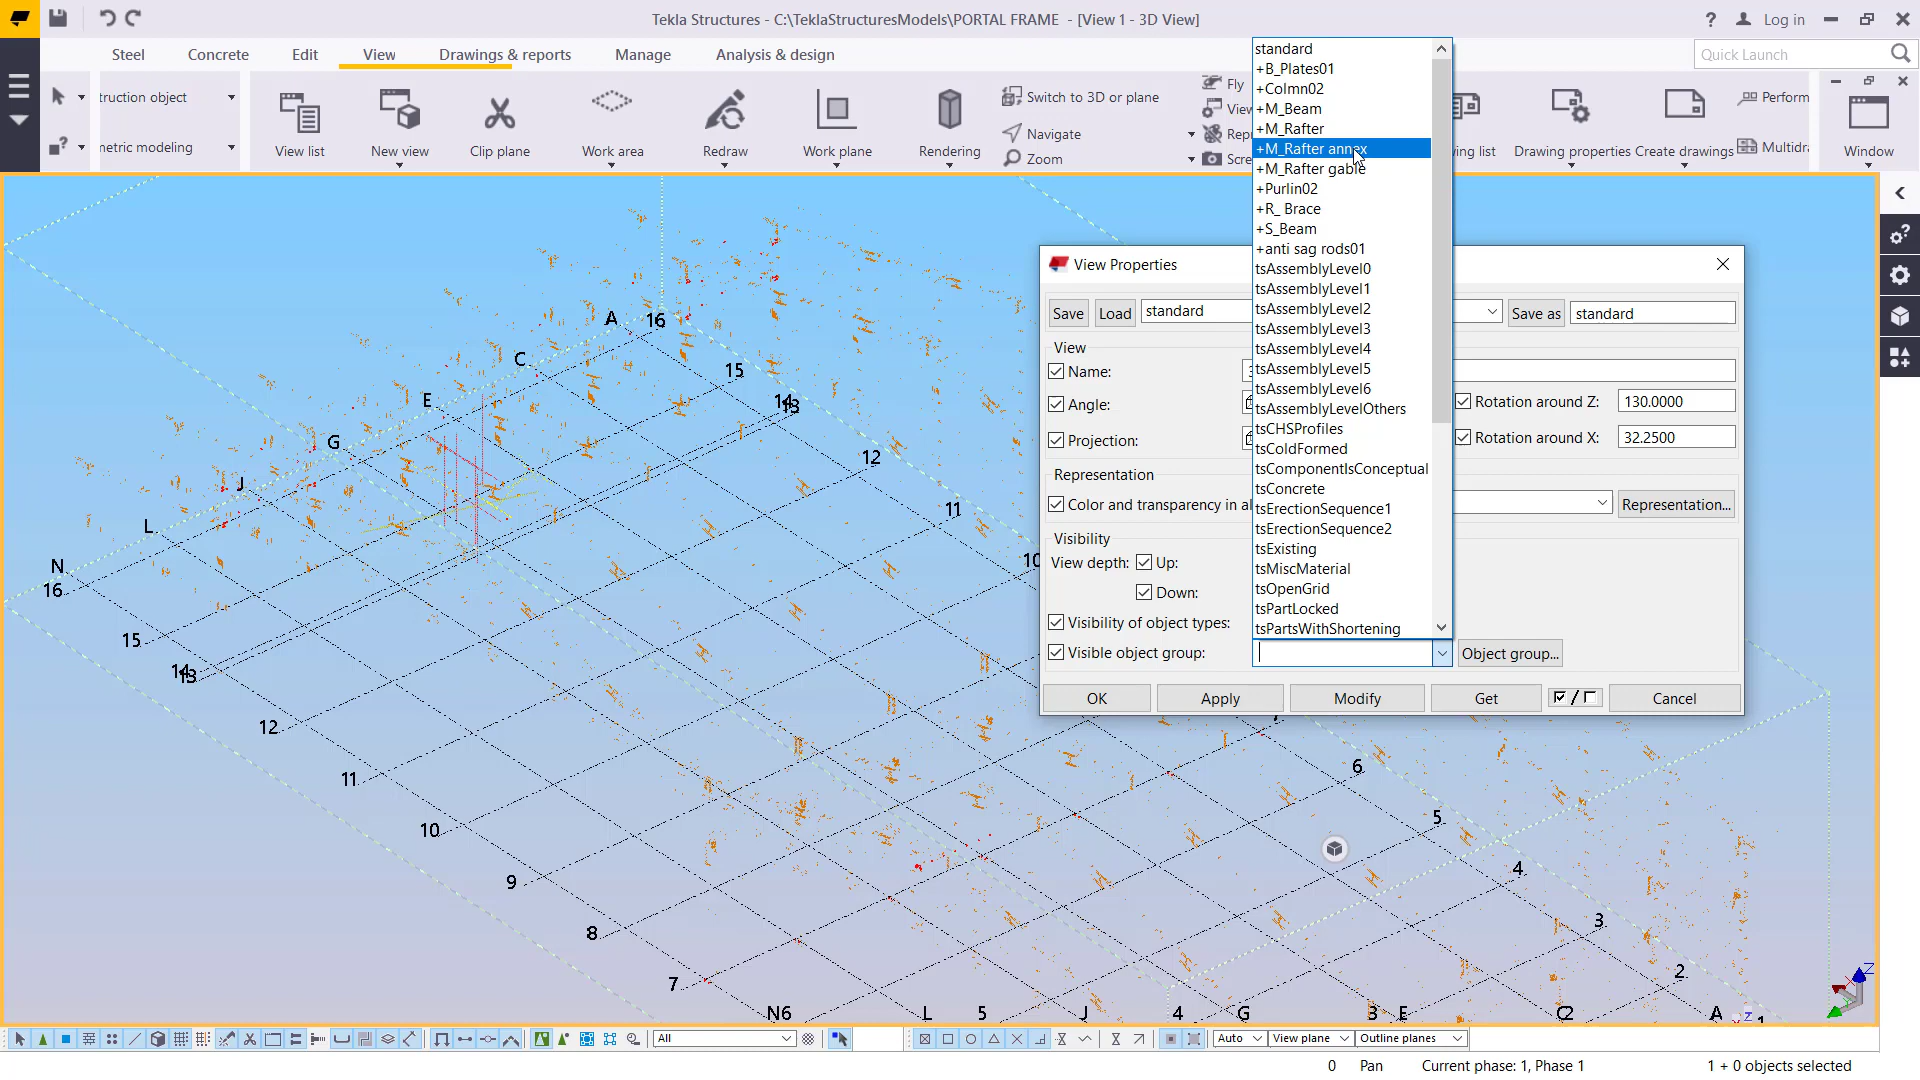 Tekla Structures - C:\TeklaStructuresModels\PORTAL FRAME - [View 1 - 3D View]
? Log in
Steel Concrete Edit View Drawings & reports Manage Analysis & design
Quick Launch
truction object
metric modeling
View list
New view
Clip plane
Work area
Redraw
Work plane
Rendering
Switch to 3D or plane
Navigate
Zoom
Fly
View
Rep
Scre
ing list
Drawing properties
Create drawings
Perform
Multidr
Window
standard
+B_Plates01
+Colmn02
+M_Beam
+M_Rafter
+M_Rafter annex
+M_Rafter gable
+Purlin02
+R_ Brace
+S_Beam
+anti sag rods01
tsAssemblyLevel0
tsAssemblyLevel1
tsAssemblyLevel2
tsAssemblyLevel3
tsAssemblyLevel4
tsAssemblyLevel5
tsAssemblyLevel6
tsAssemblyLevelOthers
tsCHSProfiles
tsColdFormed
tsComponentIsConceptual
tsConcrete
tsErectionSequence1
tsErectionSequence2
tsExisting
tsMiscMaterial
tsOpenGrid
tsPartLocked
tsPartsWithShortening
View Properties
Save Load standard Save as standard
View
Name:
Angle:
Rotation around Z: 130.0000
Projection:
Rotation around X: 32.2500
Representation
Color and transparency in al
Representation...
Visibility
View depth: Up:
Down:
Visibility of object types:
Visible object group:
Object group...
OK Apply Modify Get / Cancel
A 16
C
15
E
14
13
G
12
J
11
L
10
N
16
15
14
13
12
11
10
9
8
7
6
5
4
3
2
1
N6 L 5 J 4 G 3 E C2 A
Z
Z
All
Auto View plane Outline planes
0 Pan Current phase: 1, Phase 1 1 + 0 objects selected